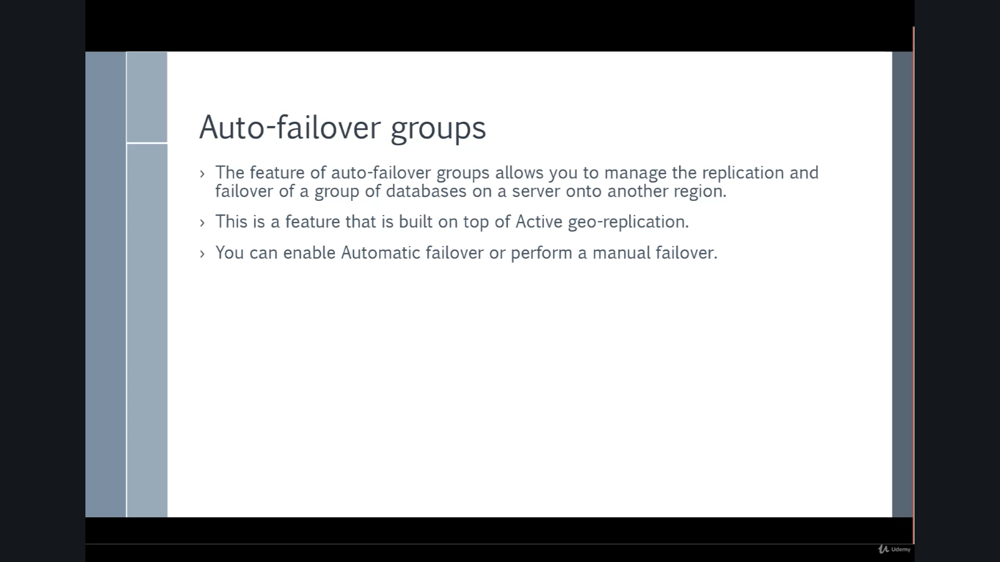 Auto-failover groups
› The feature of auto-failover groups allows you to manage the replication and
failover of a group of databases on a server onto another region.
› This is a feature that is built on top of Active geo-replication.
› You can enable Automatic failover or perform a manual failover.
Udemy